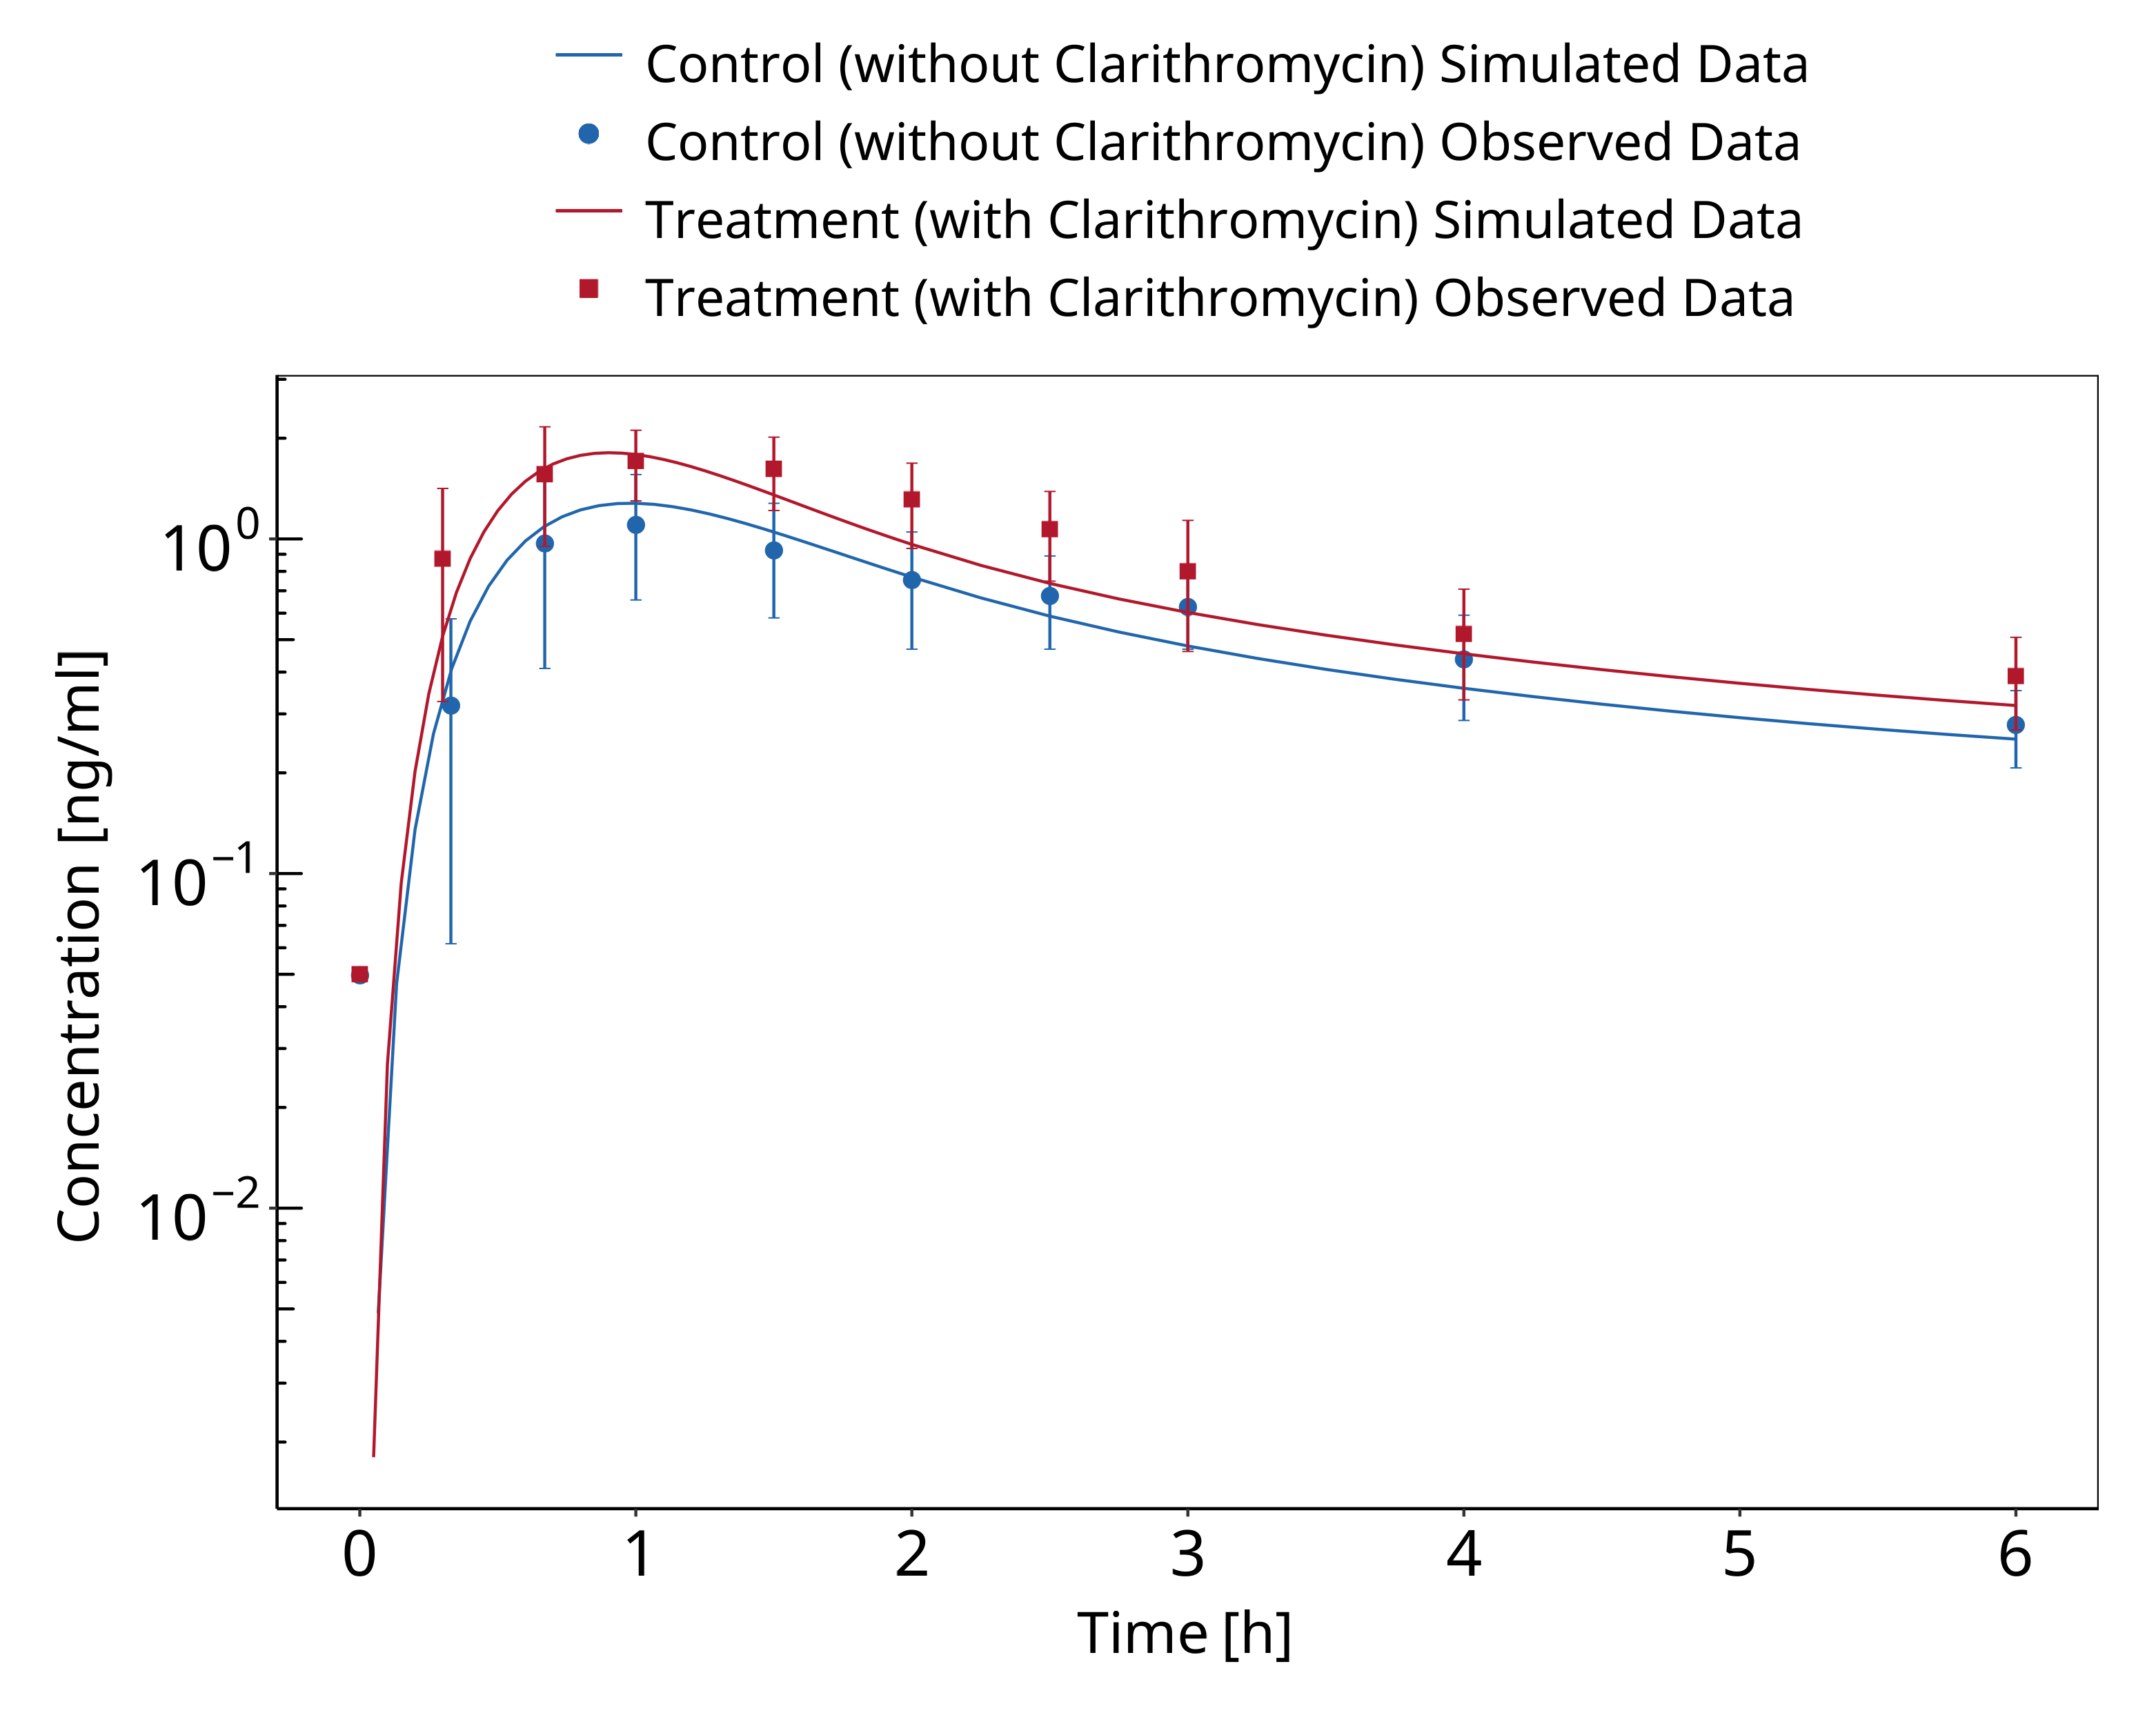 Control (without Clarithromycin) Simulated Data
Control (without Clarithromycin) Observed Data
Treatment (with Clarithromycin) Simulated Data
Treatment (with Clarithromycin) Observed Data
10⁰
10⁻¹
10⁻²
Concentration [ng/ml]
0 1 2 3 4 5 6
Time [h]